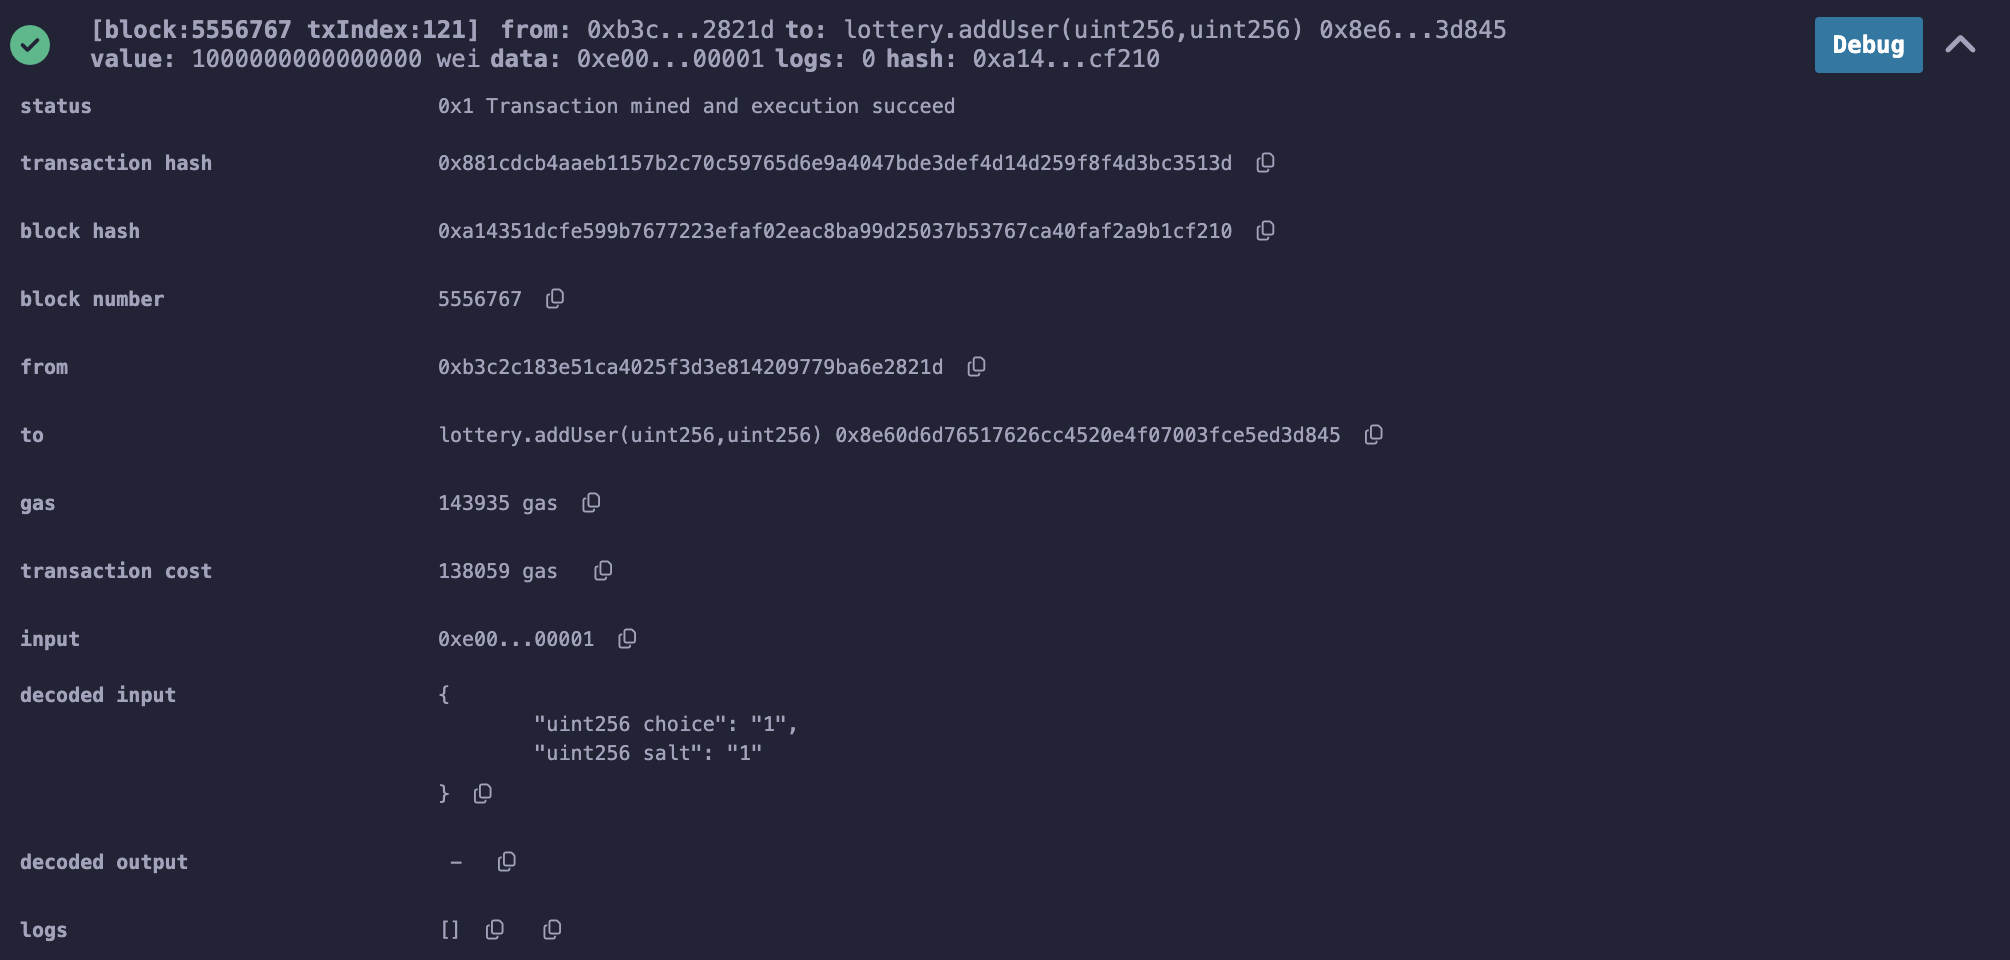 [block:5556767 txIndex:121] from: 0xb3c...2821d to: lottery.addUser(uint256,uint256) 0x8e6...3d845
value: 1000000000000000 wei data: 0xe00...00001 logs: 0 hash: 0xa14...cf210
Debug
status 0x1 Transaction mined and execution succeed
transaction hash 0x881cdcb4aaeb1157b2c70c59765d6e9a4047bde3def4d14d259f8f4d3bc3513d
block hash 0xa14351dcfe599b7677223efaf02eac8ba99d25037b53767ca40faf2a9b1cf210
block number 5556767
from 0xb3c2c183e51ca4025f3d3e814209779ba6e2821d
to lottery.addUser(uint256,uint256) 0x8e60d6d76517626cc4520e4f07003fce5ed3d845
gas 143935 gas
transaction cost 138059 gas
input 0xe00...00001
decoded input {
"uint256 choice": "1",
"uint256 salt": "1"
}
decoded output -
logs []